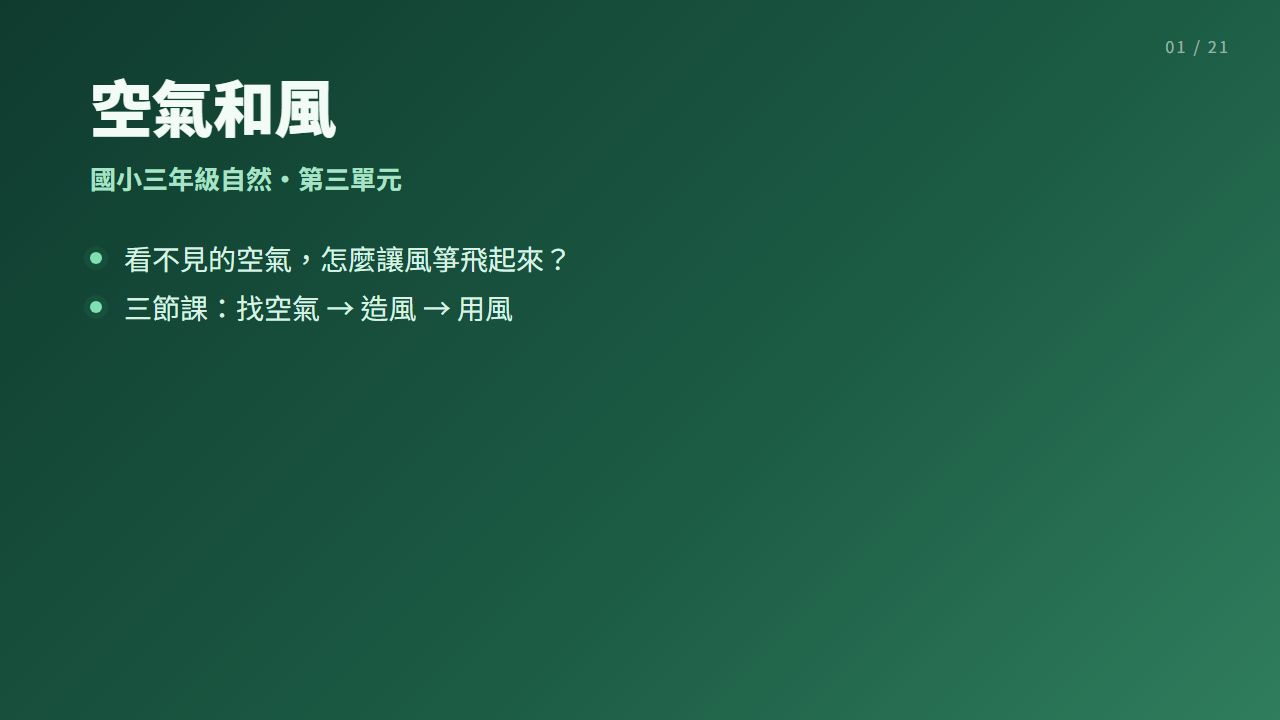 01 / 21
空氣和風
國小三年級自然・第三單元
看不見的空氣，怎麼讓風箏飛起來？
三節課：找空氣 → 造風 → 用風